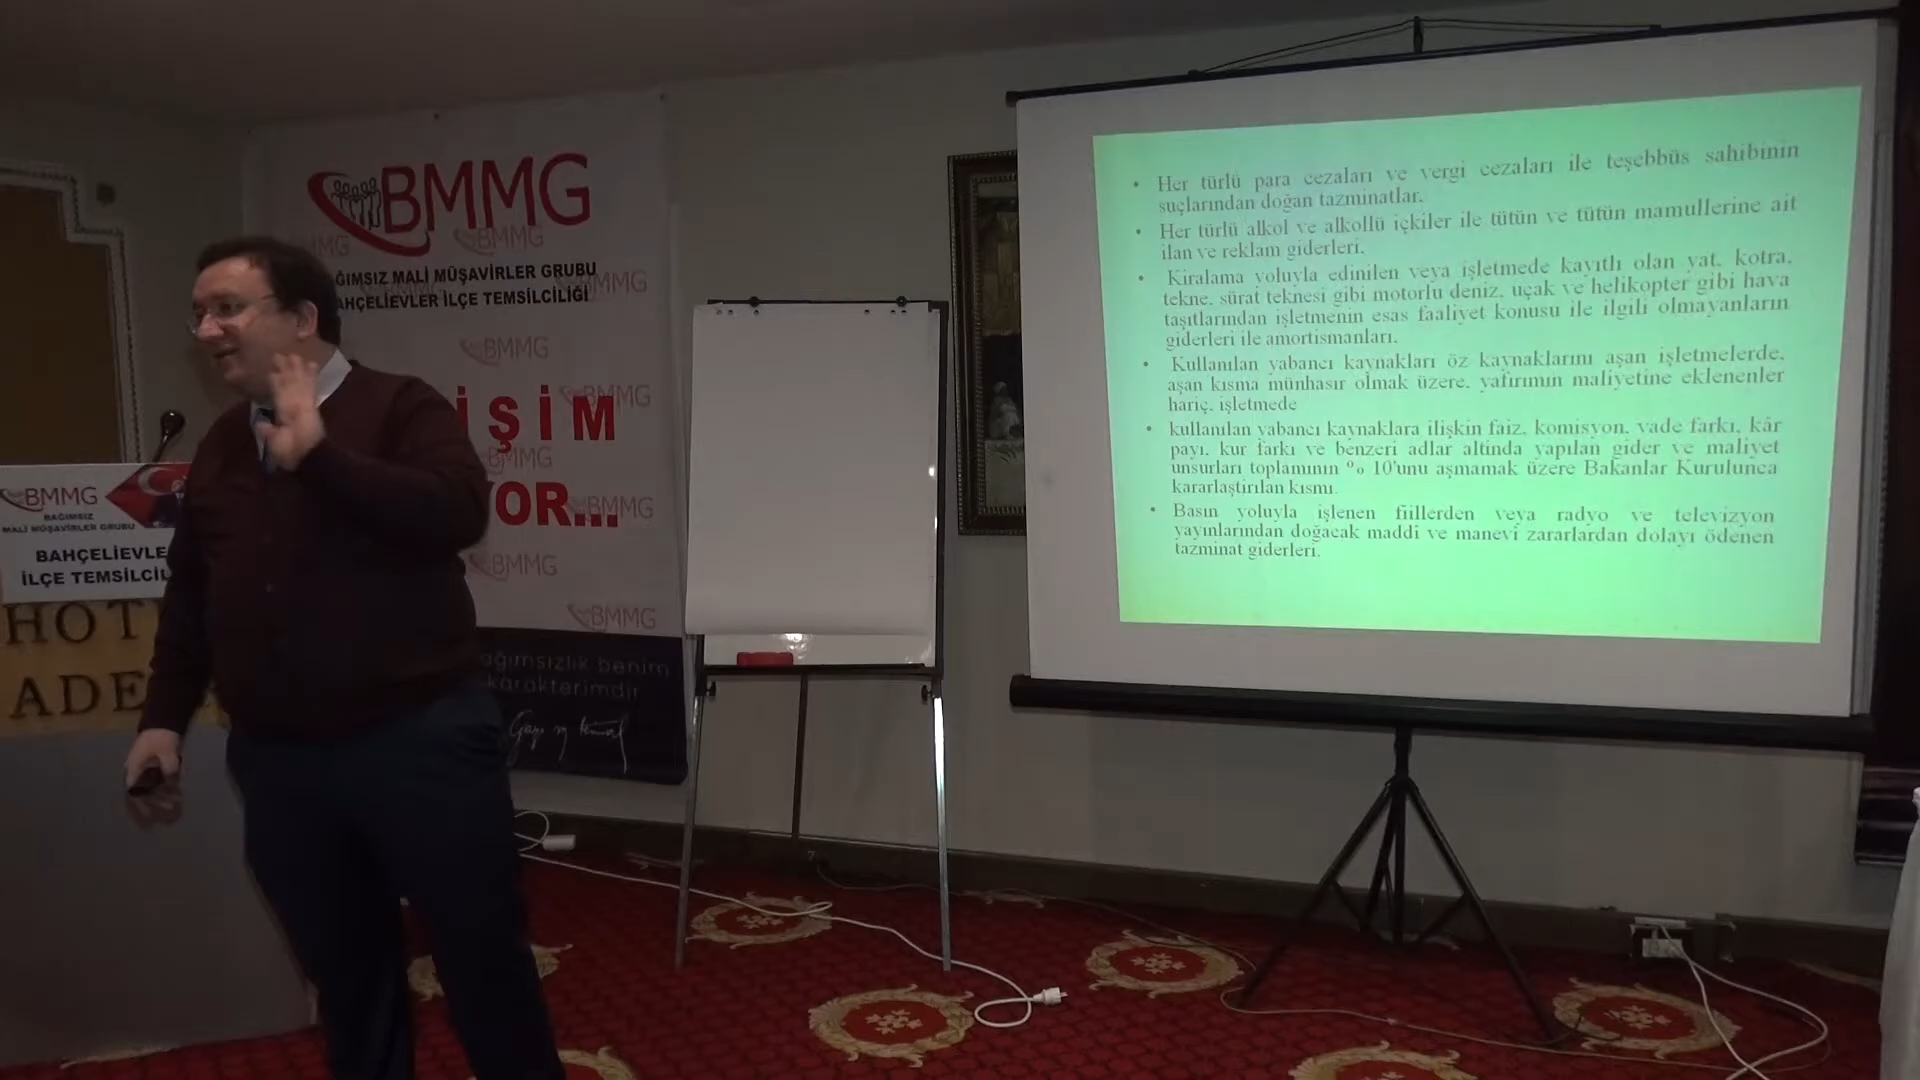 BMMG
BAĞIMSIZ MALİ MÜŞAVİRLER GRUBU
BAHÇELİEVLER İLÇE TEMSİLCİLİĞİ
İŞİM
YOR...
bağımsızlık benim
karakterimdir
BMMG
BAĞIMSIZ
MALİ MÜŞAVİRLER GRUBU
BAHÇELİEVLE
İLÇE TEMSİLCİL
HOT
ADE
• Her türlü para cezaları ve vergi cezaları ile teşebbüs sahibinin
suçlarından doğan tazminatlar.
• Her türlü alkol ve alkollü içkiler ile tütün ve tütün mamullerine ait
ilan ve reklam giderleri.
• Kiralama yoluyla edinilen veya işletmede kayıtlı olan yat, kotra,
tekne, sürat teknesi gibi motorlu deniz, uçak ve helikopter gibi hava
taşıtlarından işletmenin esas faaliyet konusu ile ilgili olmayanların
giderleri ile amortismanları.
• Kullanılan yabancı kaynakları öz kaynaklarını aşan işletmelerde,
aşan kısma münhasır olmak üzere, yatırımın maliyetine eklenenler
hariç, işletmede
• kullanılan yabancı kaynaklara ilişkin faiz, komisyon, vade farkı, kâr
payı, kur farkı ve benzeri adlar altında yapılan gider ve maliyet
unsurları toplamının % 10'unu aşmamak üzere Bakanlar Kurulunca
kararlaştırılan kısmı.
• Basın yoluyla işlenen fiillerden veya radyo ve televizyon
yayınlarından doğacak maddi ve manevi zararlardan dolayı ödenen
tazminat giderleri.